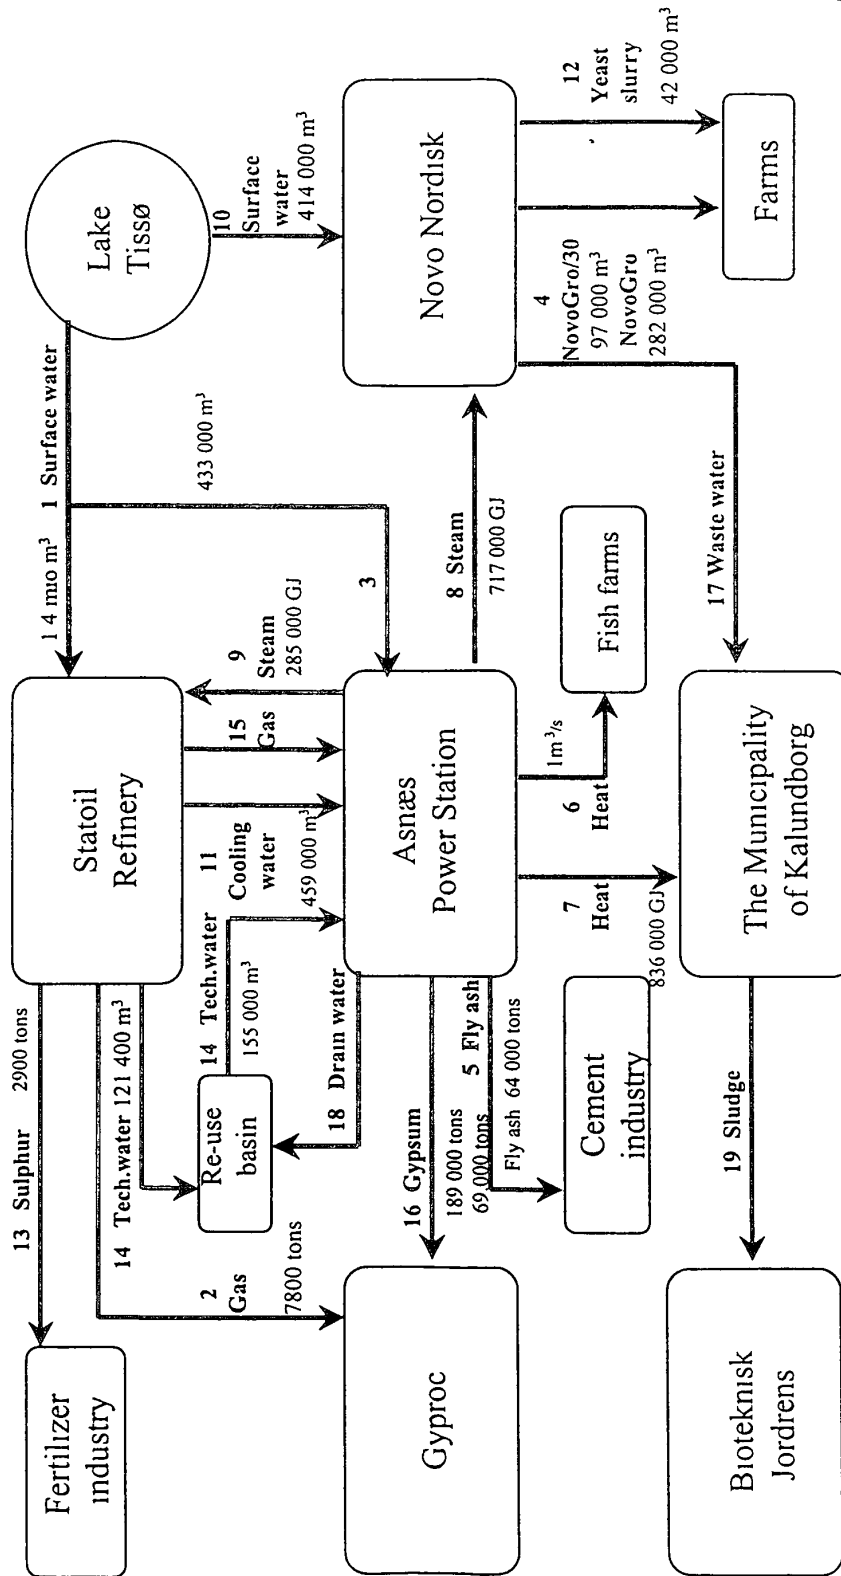 Fertilizer
industry
13 Sulphur
2900 tons
14 Tech.water 121 400 m³
Statoil
Refinery
1 4 mio m³
1 Surface water
Lake
Tissø
2
Gas
7800 tons
Re-use
basin
14 Tech.water
155 000 m³
11
Cooling
water
459 000 m³
15
Gas
9
Steam
285 000 GJ
433 000 m³
3
10
Surface
water
414 000 m³
18 Drain water
Gyproc
16 Gypsum
189 000 tons
69 000 tons
5 Fly ash
Fly ash 64 000 tons
Asnæs
Power Station
8 Steam
717 000 GJ
Novo Nordisk
Cement
industry
7
Heat
836 000 GJ
6
Heat
1m³/s
Fish farms
4
NovoGro/30
97 000 m³
NovoGro
282 000 m³
12
Yeast
slurry
42 000 m³
Farms
17 Waste water
Bioteknisk
Jordrens
19 Sludge
The Municipality
of Kalundborg